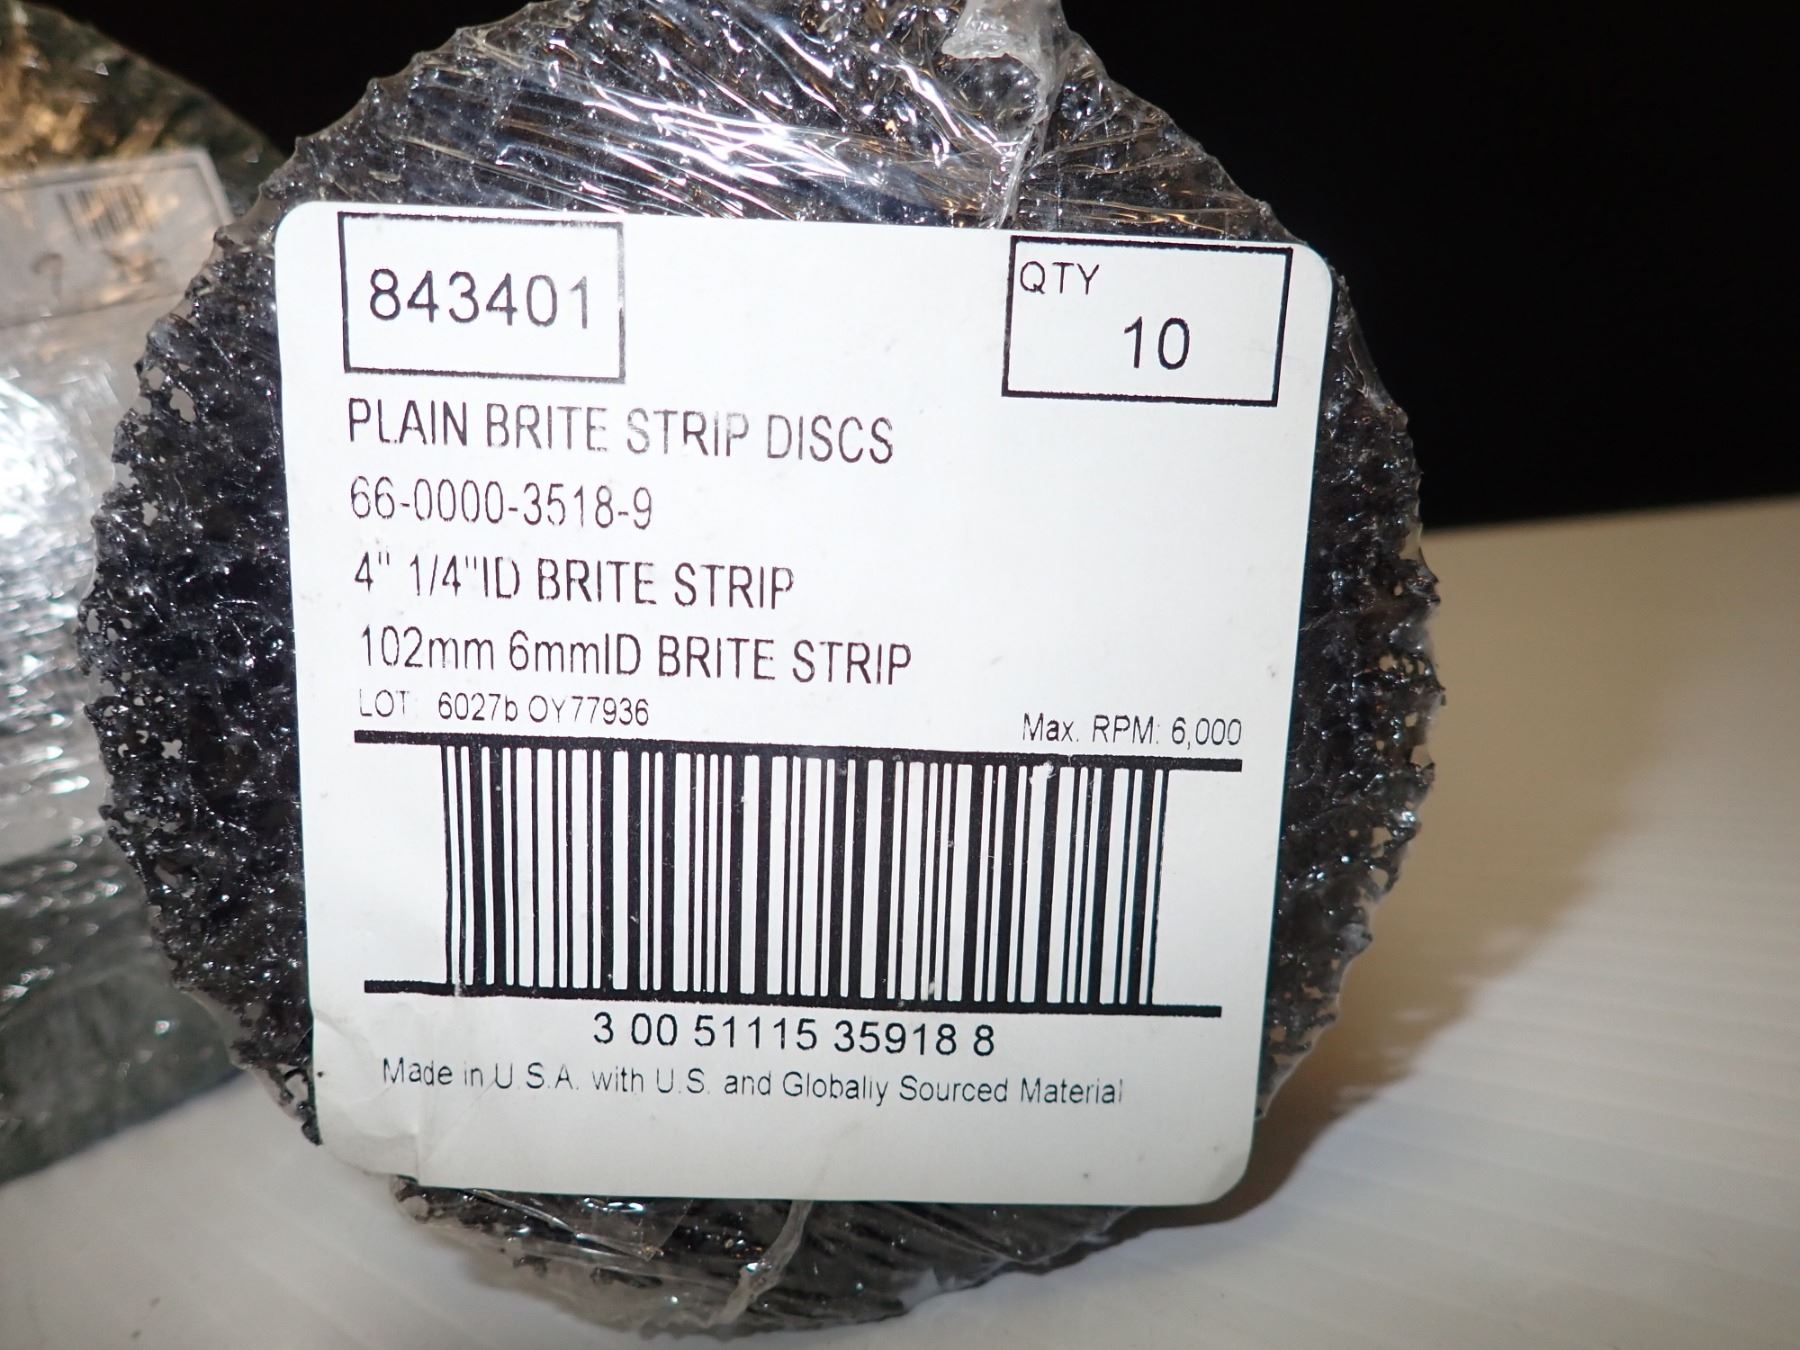 843401
QTY
10
PLAIN BRITE STRIP DISCS
66-0000-3518-9
4" 1/4"ID BRITE STRIP
102mm 6mmID BRITE STRIP
LOT: 6027b OY77936
Max. RPM: 6,000
3 00 51115 35918 8
Made in U.S.A. with U.S. and Globally Sourced Material